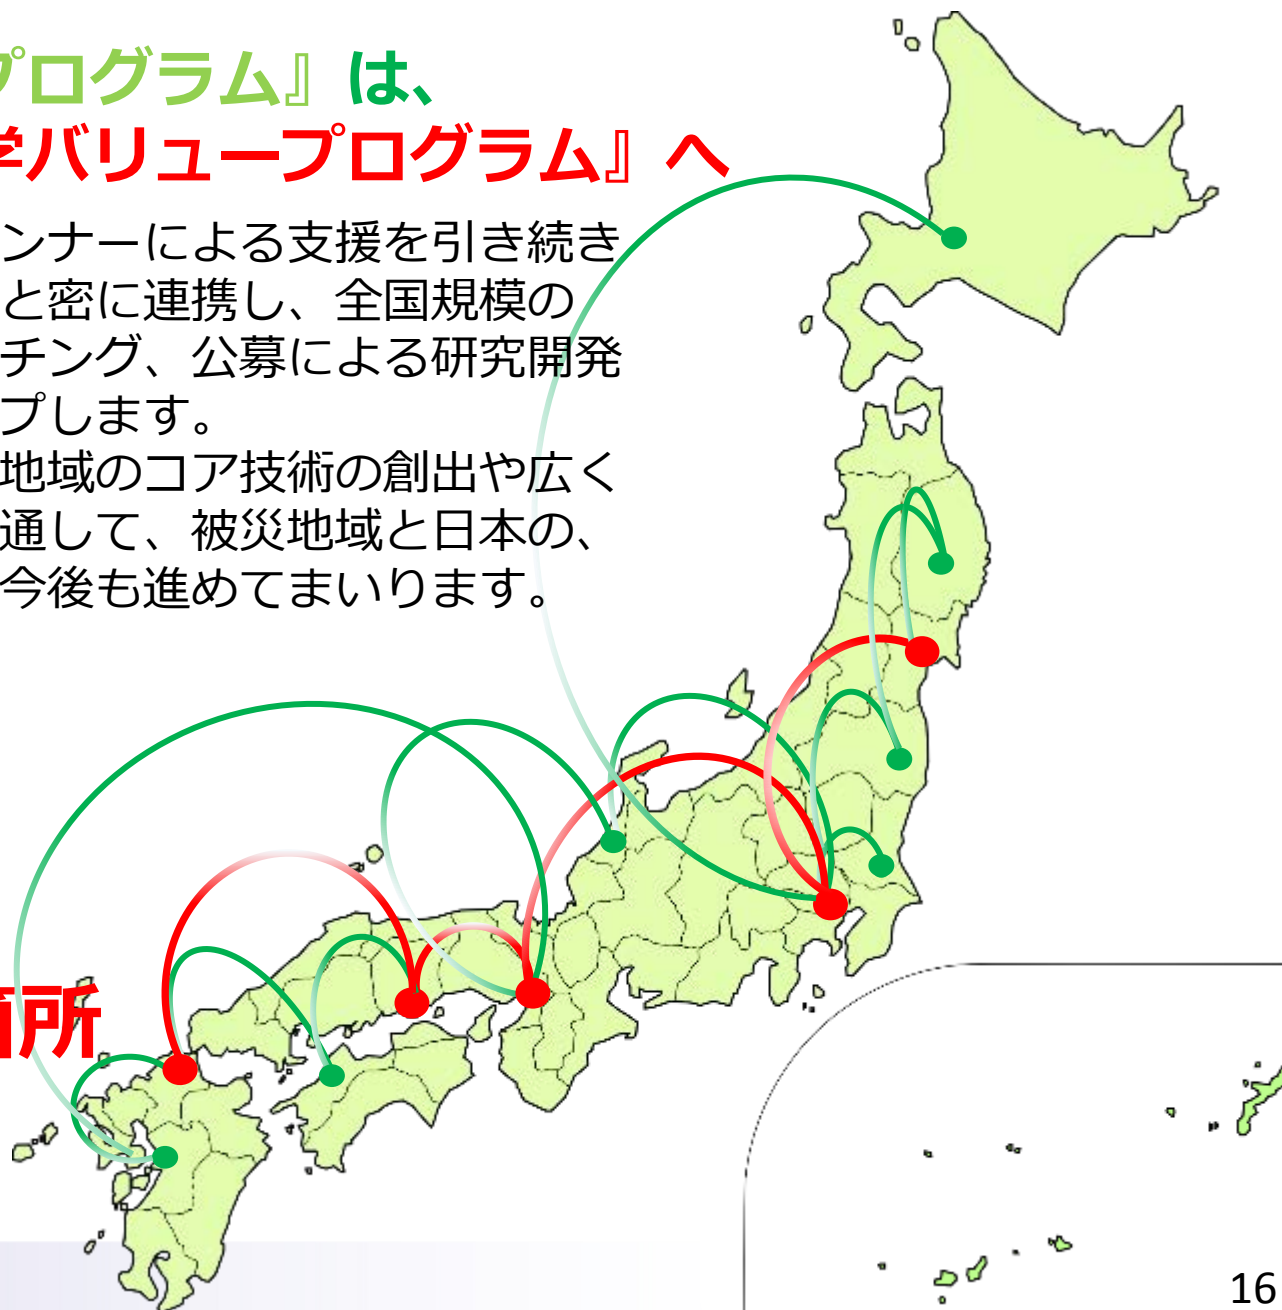 プログラム』は、
学バリュープログラム』へ
ンナーによる支援を引き続き
と密に連携し、全国規模の
チング、公募による研究開発
プします。
地域のコア技術の創出や広く
通して、被災地域と日本の、
今後も進めてまいります。
箇所
16